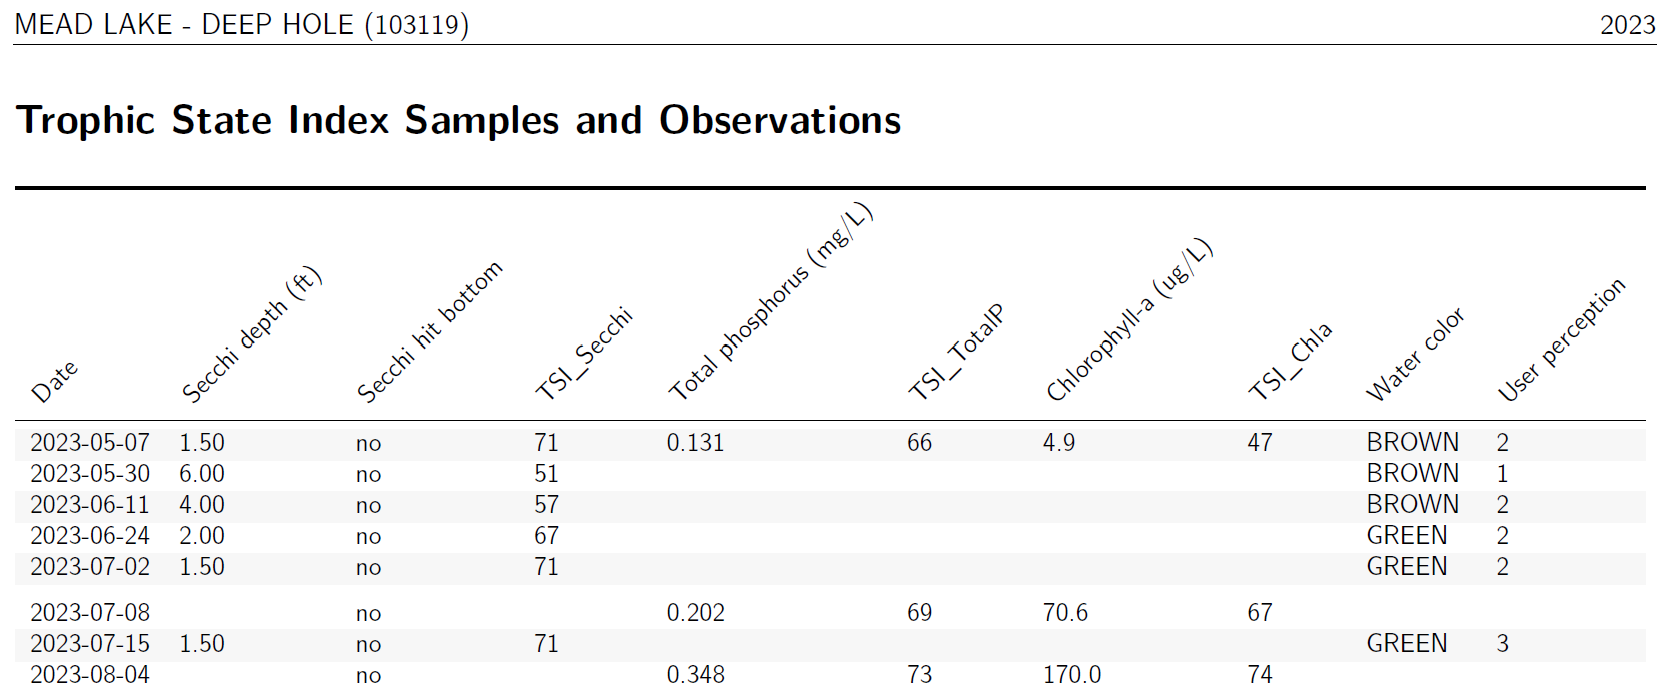 MEAD LAKE - DEEP HOLE (103119) 2023
Trophic State Index Samples and Observations
Date Secchi depth (ft) Secchi hit bottom TSI_Secchi Total phosphorus (mg/L) TSI_TotalP Chlorophyll-a (ug/L) TSI_Chla Water color User perception
2023-05-07 1.50 no 71 0.131 66 4.9 47 BROWN 2
2023-05-30 6.00 no 51 BROWN 1
2023-06-11 4.00 no 57 BROWN 2
2023-06-24 2.00 no 67 GREEN 2
2023-07-02 1.50 no 71 GREEN 2
2023-07-08 no 0.202 69 70.6 67
2023-07-15 1.50 no 71 GREEN 3
2023-08-04 no 0.348 73 170.0 74